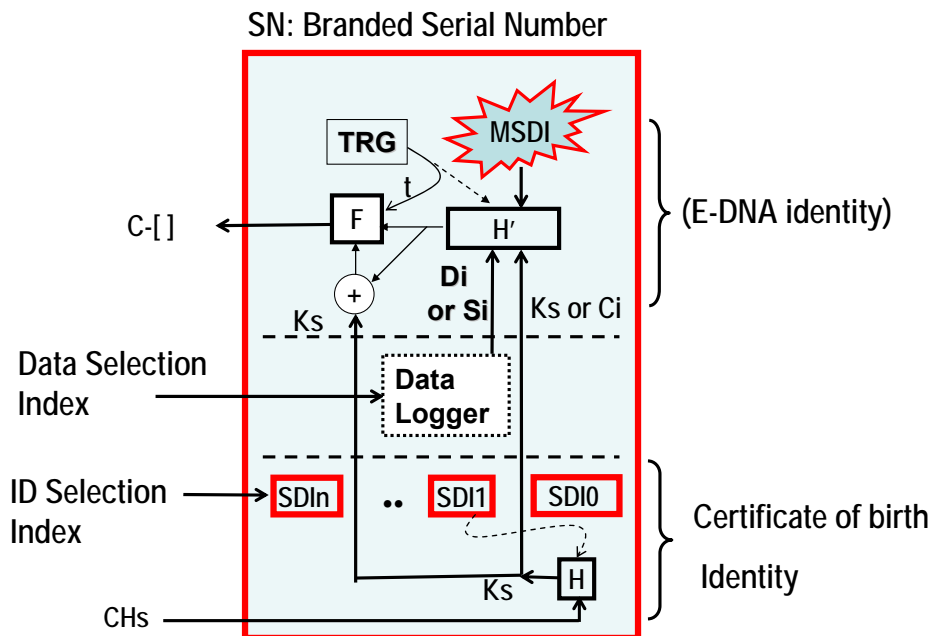 SN: Branded Serial Number
MSDI
TRG
t
(E-DNA identity)
C-[ ]
F
H'
Di
or Si
Ks or Ci
+
Ks
Data Selection
Index
Data
Logger
ID Selection
Index
SDIn
..
SDI1
SDI0
Certificate of birth
Identity
H
Ks
CHs